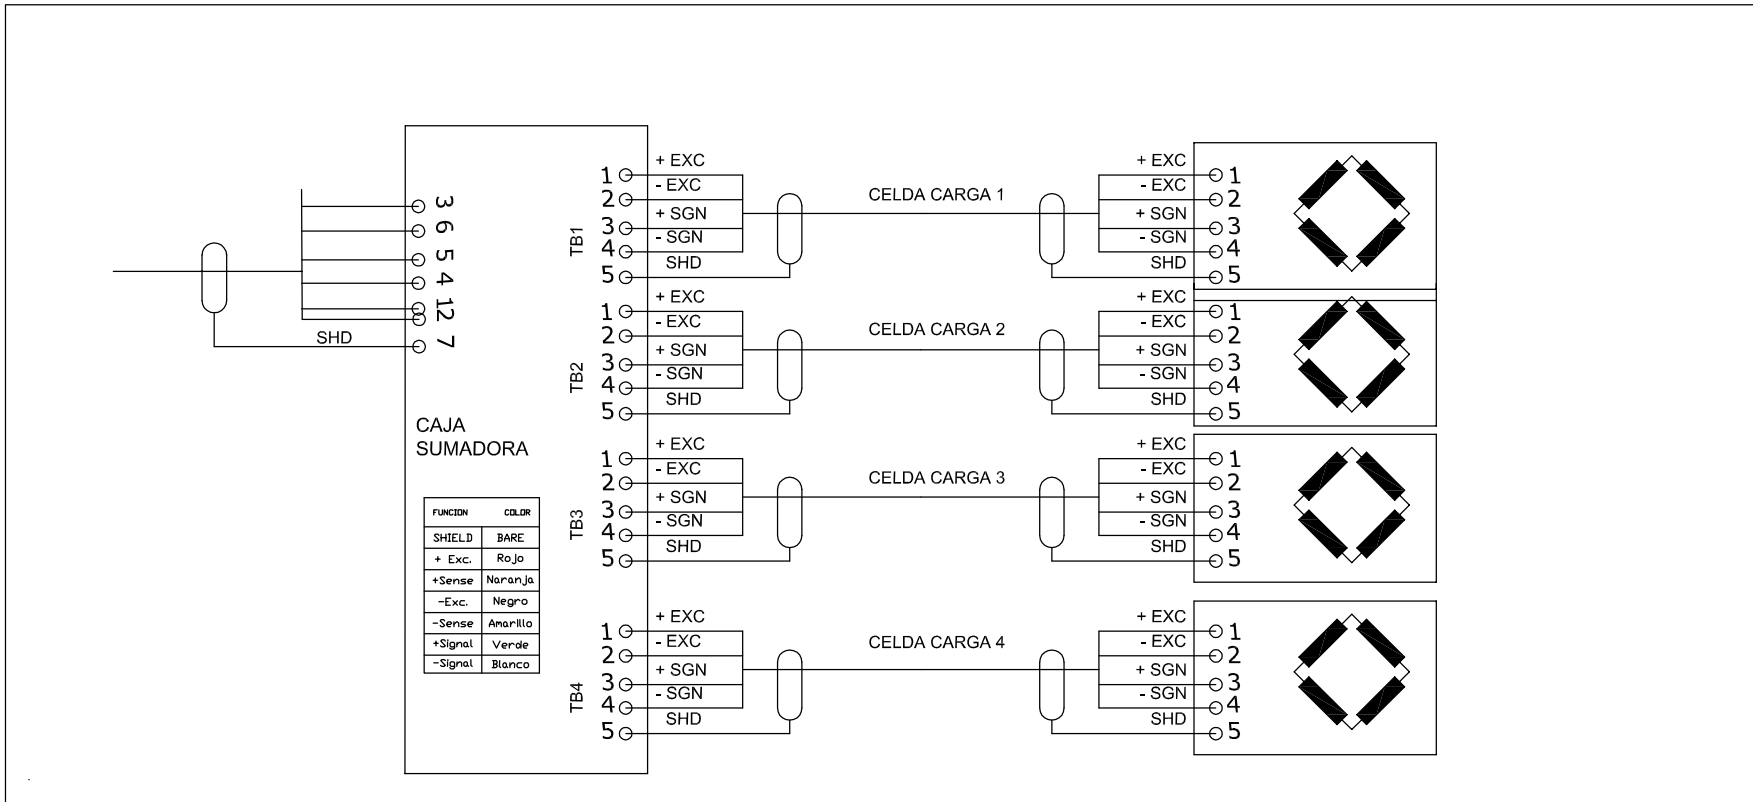 3
6
5
4
12
7
SHD
CAJA
SUMADORA
FUNCION COLOR
SHIELD BARE
+ Exc. Rojo
+Sense Naranja
-Exc. Negro
-Sense Amarillo
+Signal Verde
-Signal Blanco
TB1
1 + EXC
2 - EXC
3 + SGN
4 - SGN
5 SHD
CELDA CARGA 1
+ EXC 1
- EXC 2
+ SGN 3
- SGN 4
SHD 5
TB2
1 + EXC
2 - EXC
3 + SGN
4 - SGN
5 SHD
CELDA CARGA 2
+ EXC 1
- EXC 2
+ SGN 3
- SGN 4
SHD 5
TB3
1 + EXC
2 - EXC
3 + SGN
4 - SGN
5 SHD
CELDA CARGA 3
+ EXC 1
- EXC 2
+ SGN 3
- SGN 4
SHD 5
TB4
1 + EXC
2 - EXC
3 + SGN
4 - SGN
5 SHD
CELDA CARGA 4
+ EXC 1
- EXC 2
+ SGN 3
- SGN 4
SHD 5